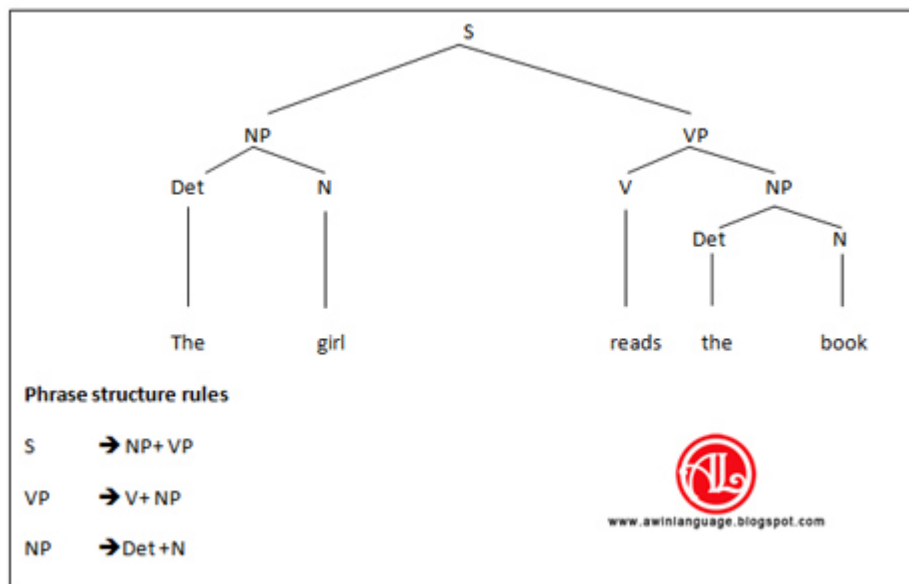 S
NP VP
Det N V NP
Det N
The girl reads the book
Phrase structure rules
S ➔ NP+ VP
VP ➔ V+ NP
NP ➔ Det +N
AL
www.awinlanguage.blogspot.com